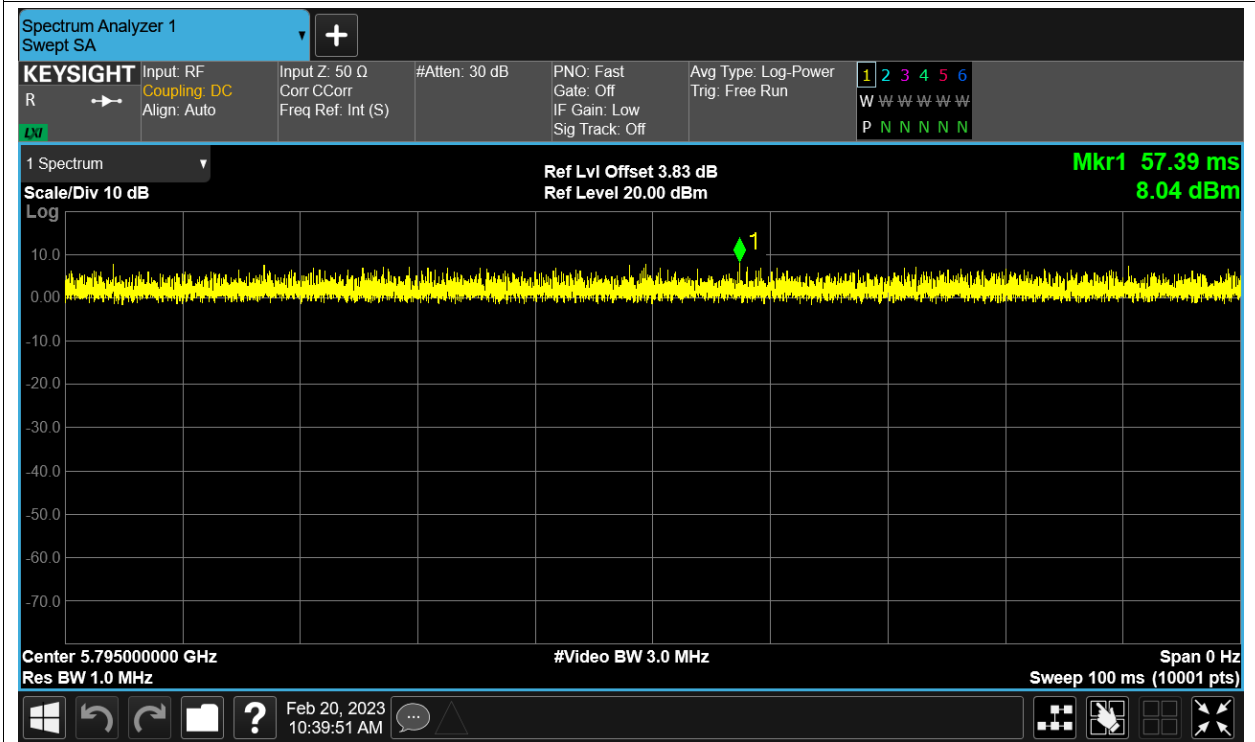 Spectrum Analyzer 1
Swept SA
▼
+
KEYSIGHT
R
LXI
Input: RF
Coupling: DC
Align: Auto
Input Z: 50 Ω
Corr CCorr
Freq Ref: Int (S)
#Atten: 30 dB
PNO: Fast
Gate: Off
IF Gain: Low
Sig Track: Off
Avg Type: Log-Power
Trig: Free Run
1 2 3 4 5 6
W W W W W W
P N N N N N
1 Spectrum ▼
Scale/Div 10 dB
Log
Ref Lvl Offset 3.83 dB
Ref Level 20.00 dBm
Mkr1 57.39 ms
8.04 dBm
1
10.0
0.00
-10.0
-20.0
-30.0
-40.0
-50.0
-60.0
-70.0
Center 5.795000000 GHz
Res BW 1.0 MHz
#Video BW 3.0 MHz
Span 0 Hz
Sweep 100 ms (10001 pts)
?
Feb 20, 2023
10:39:51 AM